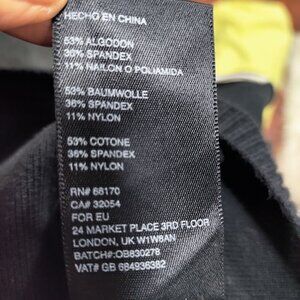 HECHO EN CHINA
53% ALGODON
36% SPANDEX
11% NAILON O POLIAMIDA
53% BAUMWOLLE
36% SPANDEX
11% NYLON
53% COTONE
36% SPANDEX
11% NYLON
RN# 66170
CA# 32054
FOR EU
24 MARKET PLACE 3RD FLOOR
LONDON, UK W1W8AN
BATCH#:OB830278
VAT# GB 684936382